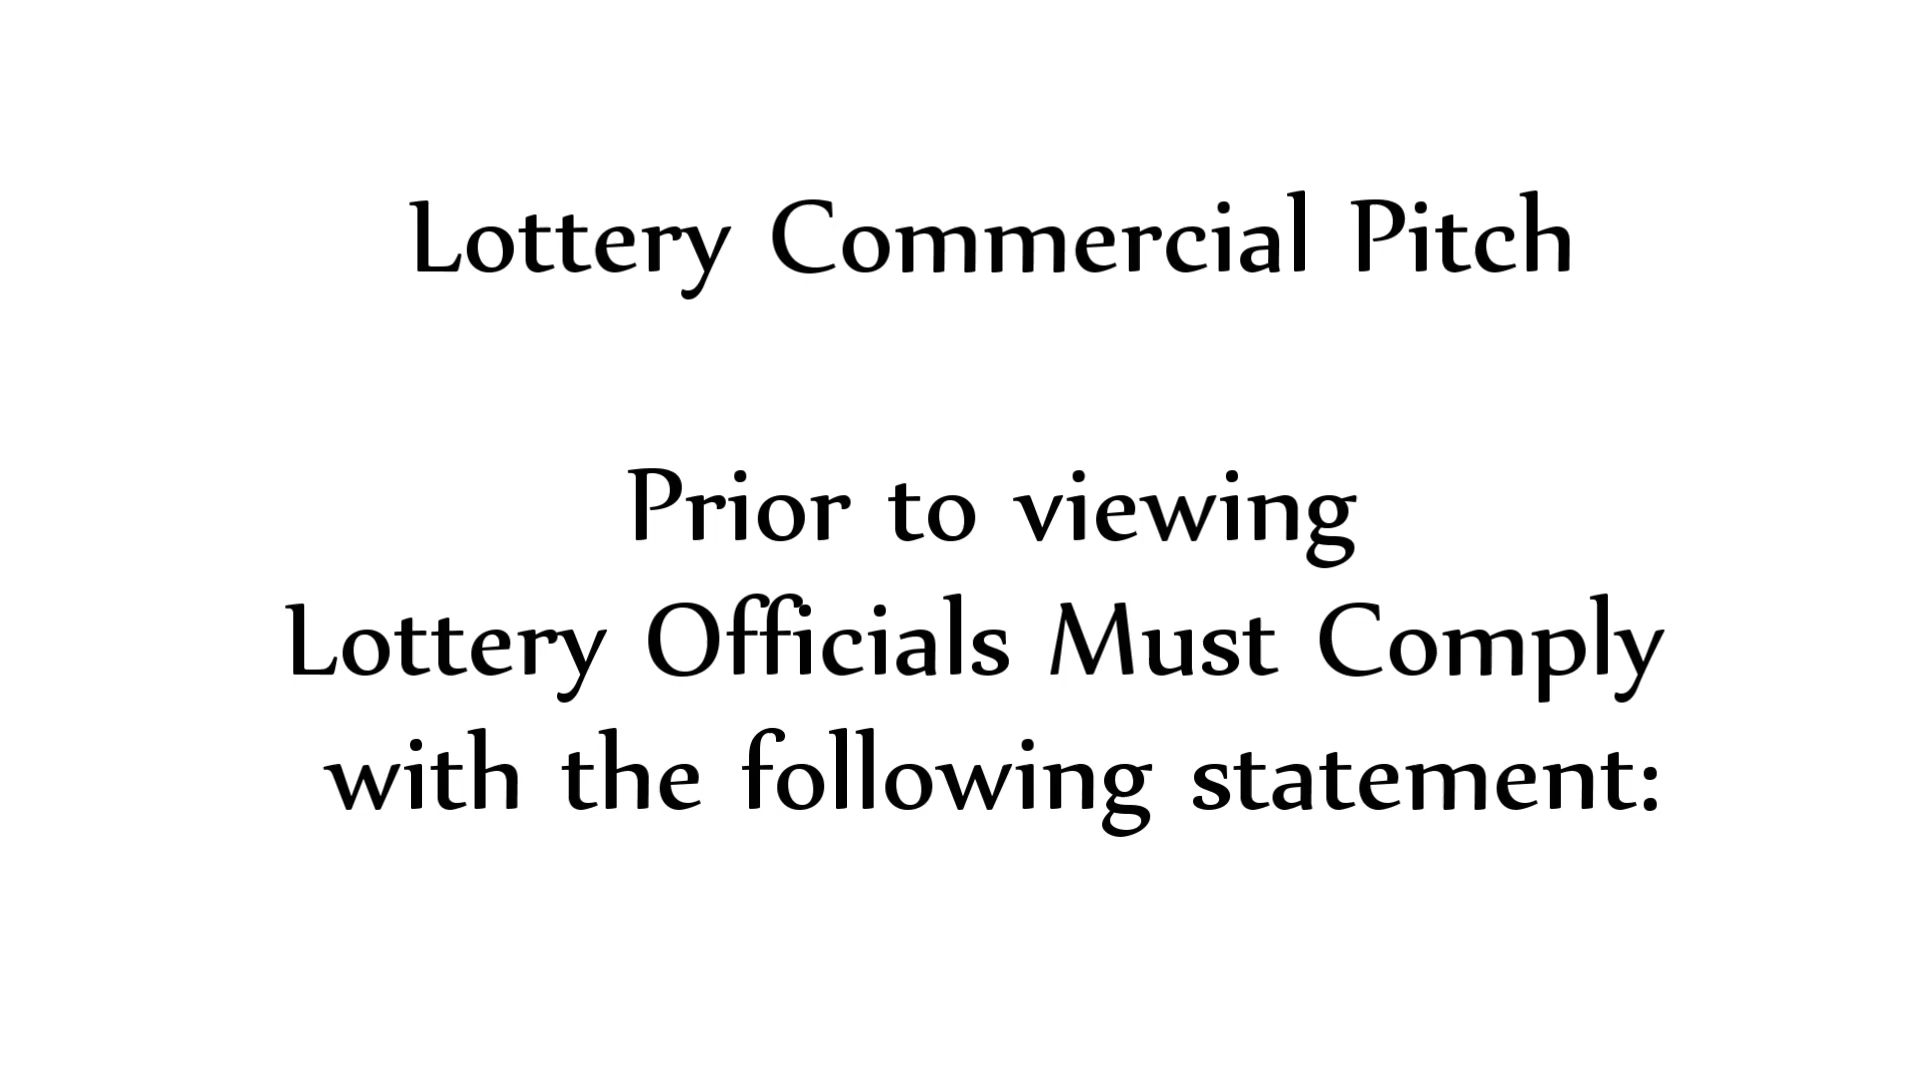 Lottery Commercial Pitch
Prior to viewing
Lottery Officials Must Comply
with the following statement: